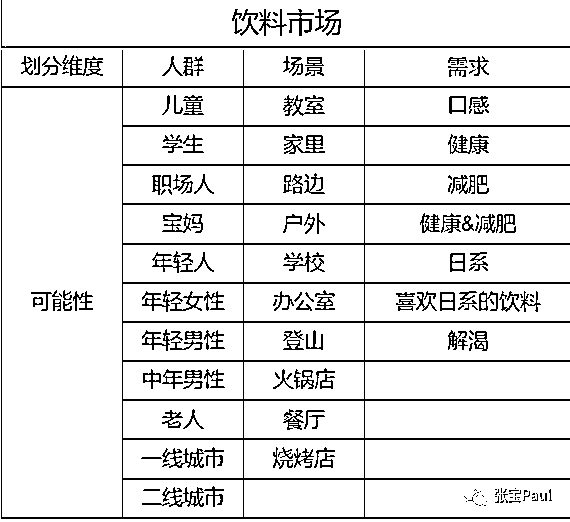 饮料市场
划分维度 人群 场景 需求
儿童 教室 口感
学生 家里 健康
职场人 路边 减肥
宝妈 户外 健康&减肥
年轻人 学校 日系
可能性 年轻女性 办公室 喜欢日系的饮料
年轻男性 登山 解渴
中年男性 火锅店
老人 餐厅
一线城市 烧烤店
二线城市
张宝Paul